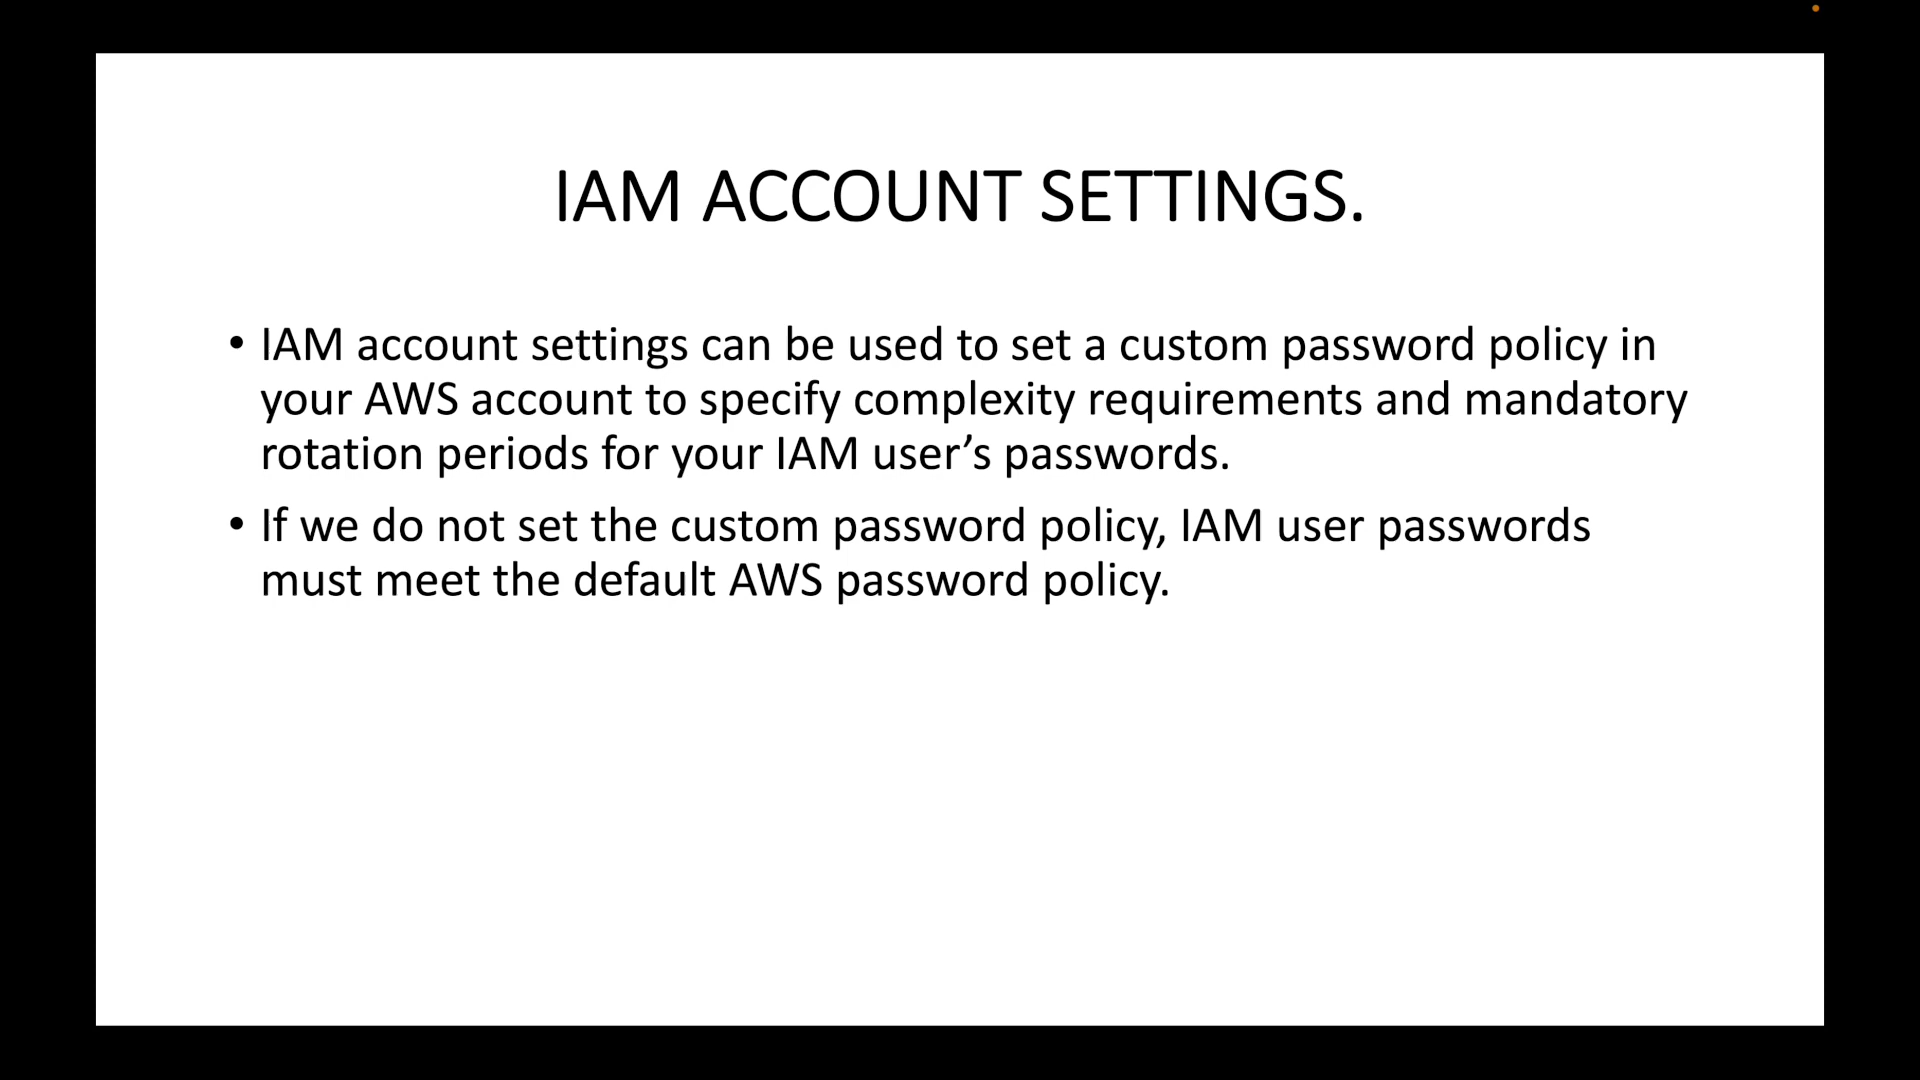 IAM ACCOUNT SETTINGS.
• IAM account settings can be used to set a custom password policy in
your AWS account to specify complexity requirements and mandatory
rotation periods for your IAM user’s passwords.
• If we do not set the custom password policy, IAM user passwords
must meet the default AWS password policy.